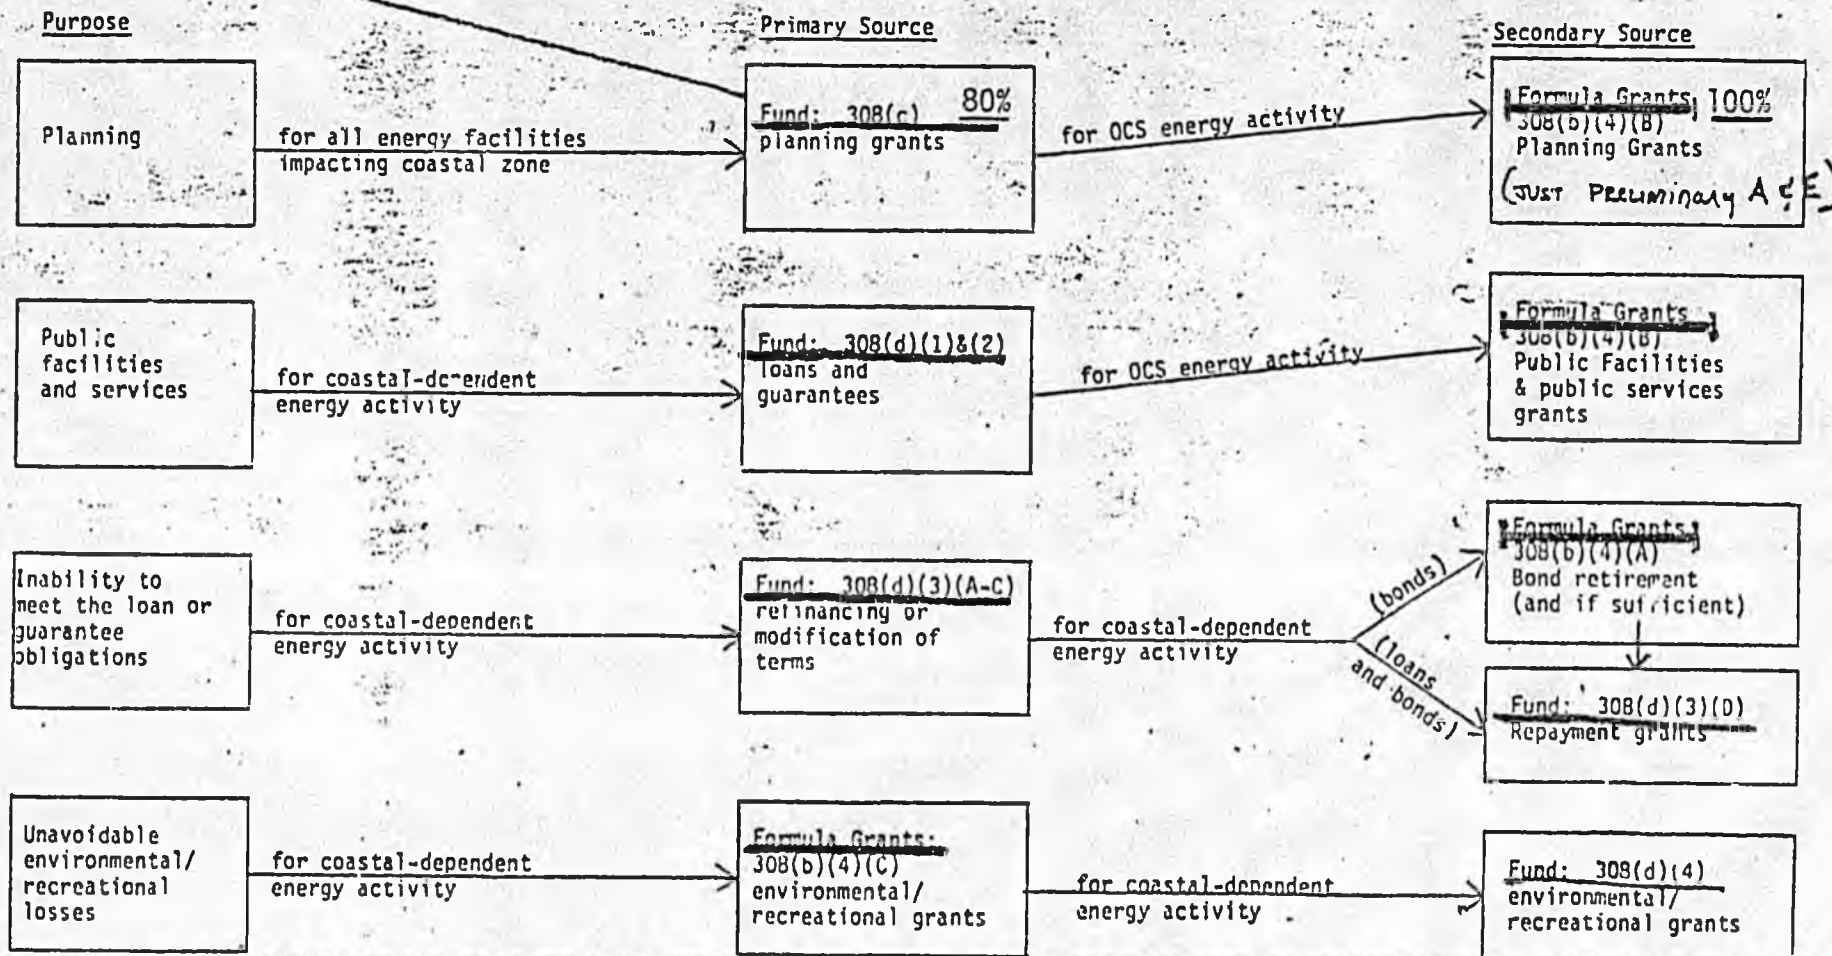 Purpose
Primary Source
Secondary Source
Planning
for all energy facilities
impacting coastal zone
Fund: 308(c) 80%
planning grants
for OCS energy activity
Formula Grants 100%
308(b)(4)(B)
Planning Grants
(JUST PRELIMINARY A & E)
Public
facilities
and services
for coastal-dependent
energy activity
Fund: 308(d)(1)&(2)
loans and
guarantees
for OCS energy activity
Formula Grants
308(b)(4)(B)
Public Facilities
& public services
grants
Inability to
meet the loan or
guarantee
obligations
for coastal-dependent
energy activity
Fund: 308(d)(3)(A-C)
refinancing or
modification of
terms
for coastal-dependent
energy activity
(bonds)
(loans
and bonds)
Formula Grants
308(b)(4)(A)
Bond retirement
(and if sufficient)
Fund: 308(d)(3)(D)
Repayment grants
Unavoidable
environmental/
recreational
losses
for coastal-dependent
energy activity
Formula Grants:
308(b)(4)(C)
environmental/
recreational grants
for coastal-dependent
energy activity
Fund: 308(d)(4)
environmental/
recreational grants